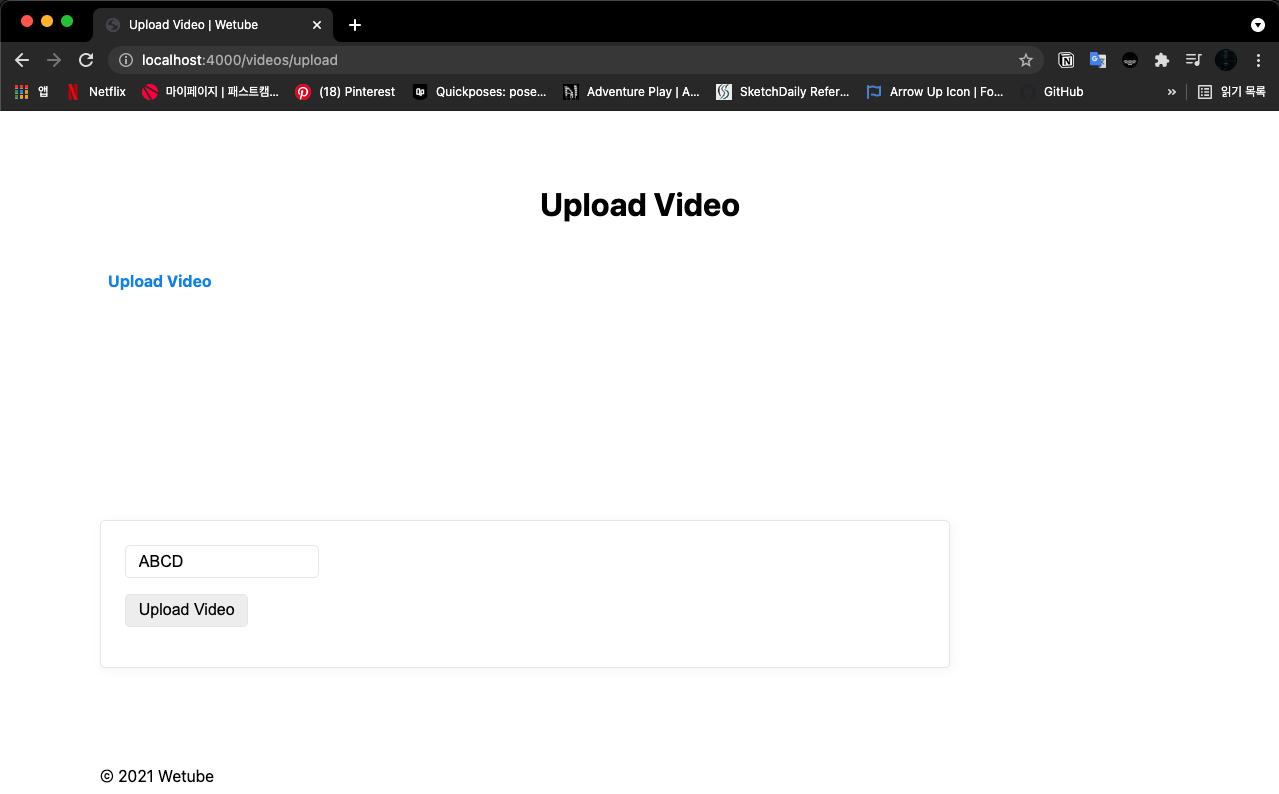 Upload Video | Wetube
localhost:4000/videos/upload
앱 Netflix 마이페이지 | 패스트캠... (18) Pinterest Quickposes: pose... Adventure Play | A... SketchDaily Refer... Arrow Up Icon | Fo... GitHub » 읽기 목록
Upload Video
Upload Video
ABCD
Upload Video
© 2021 Wetube